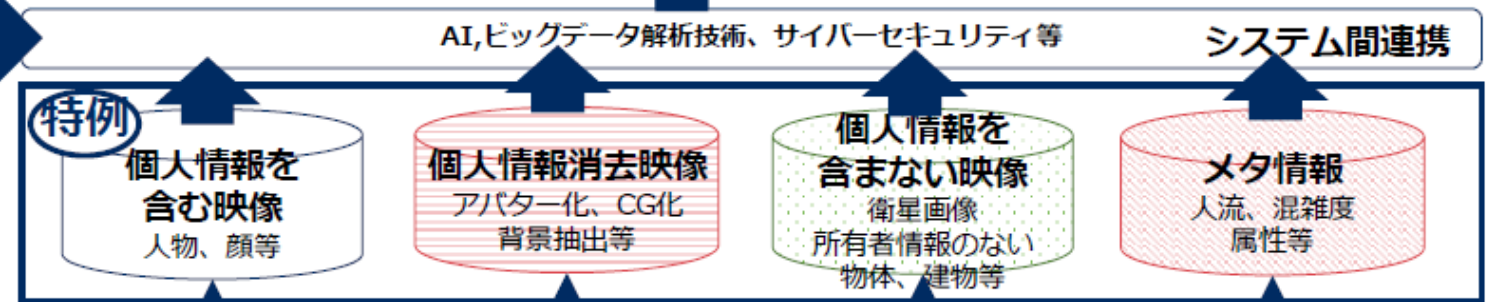 AI,ビッグデータ解析技術、サイバーセキュリティ等
システム間連携
特例
個人情報を
含む映像
人物、顔等
個人情報消去映像
アバター化、CG化
背景抽出等
個人情報を
含まない映像
衛星画像
所有者情報のない
物体、建物等
メタ情報
人流、混雑度
属性等